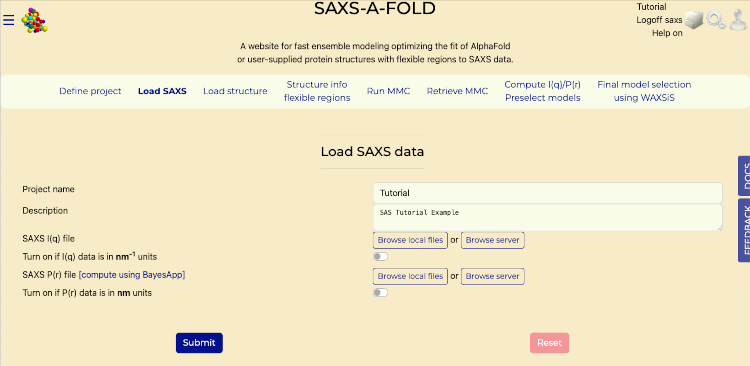 SAXS-A-FOLD
Tutorial
Logoff saxs
Help on
A website for fast ensemble modeling optimizing the fit of AlphaFold
or user-supplied protein structures with flexible regions to SAXS data.
Define project
Load SAXS
Load structure
Structure info
flexible regions
Run MMC
Retrieve MMC
Compute I(q)/P(r)
Preselect models
Final model selection
using WAXSiS
Load SAXS data
DOCS
FEEDBACK
Project name
Tutorial
Description
SAS Tutorial Example
SAXS I(q) file
Browse local files or Browse server
Turn on if I(q) data is in nm⁻¹ units
SAXS P(r) file [compute using BayesApp]
Browse local files or Browse server
Turn on if P(r) data is in nm units
Submit
Reset